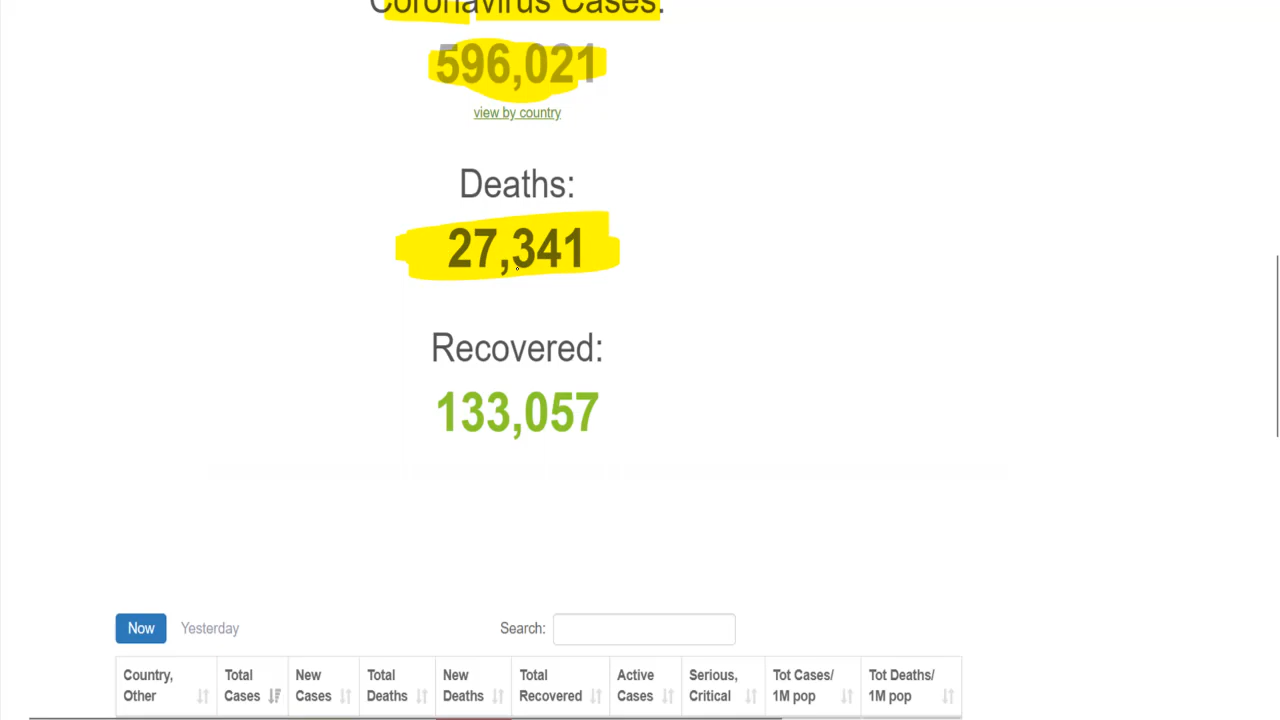 Coronavirus Cases:
596,021
view by country
Deaths:
27,341
Recovered:
133,057
Now Yesterday Search:
Country, Other Total Cases New Cases Total Deaths New Deaths Total Recovered Active Cases Serious, Critical Tot Cases/ 1M pop Tot Deaths/ 1M pop